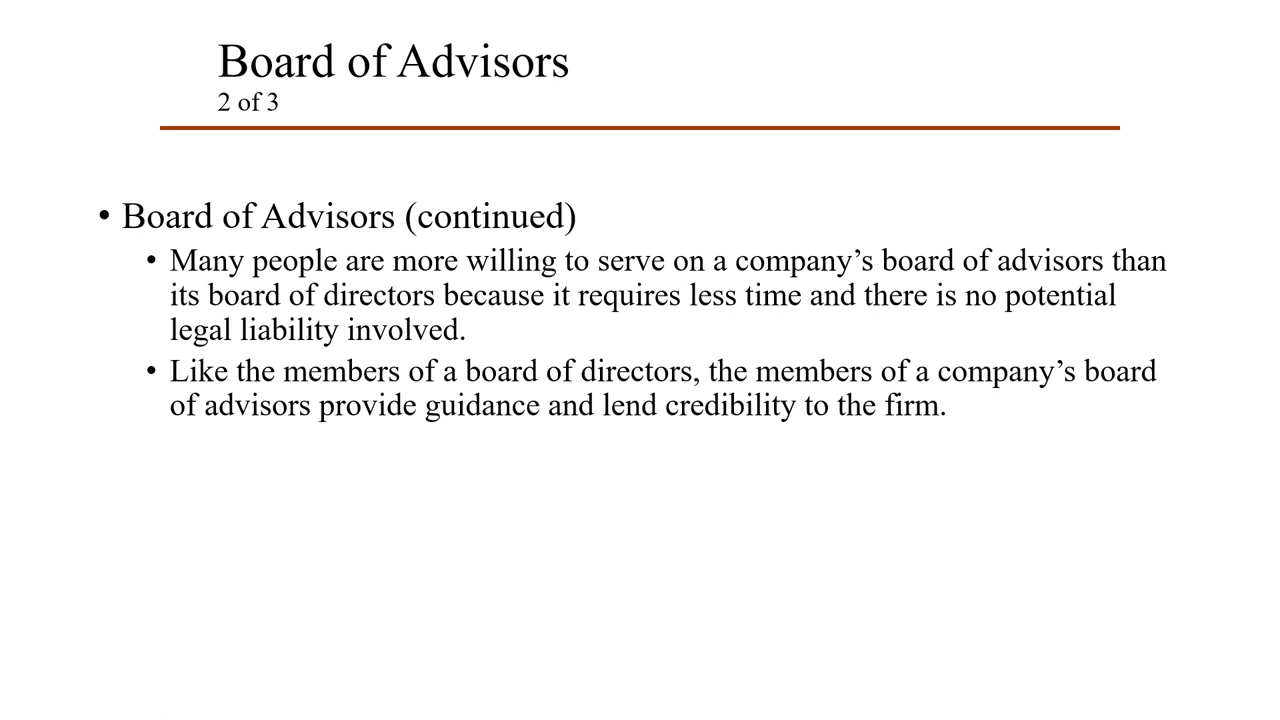 Board of Advisors
2 of 3
• Board of Advisors (continued)
• Many people are more willing to serve on a company’s board of advisors than
its board of directors because it requires less time and there is no potential
legal liability involved.
• Like the members of a board of directors, the members of a company’s board
of advisors provide guidance and lend credibility to the firm.